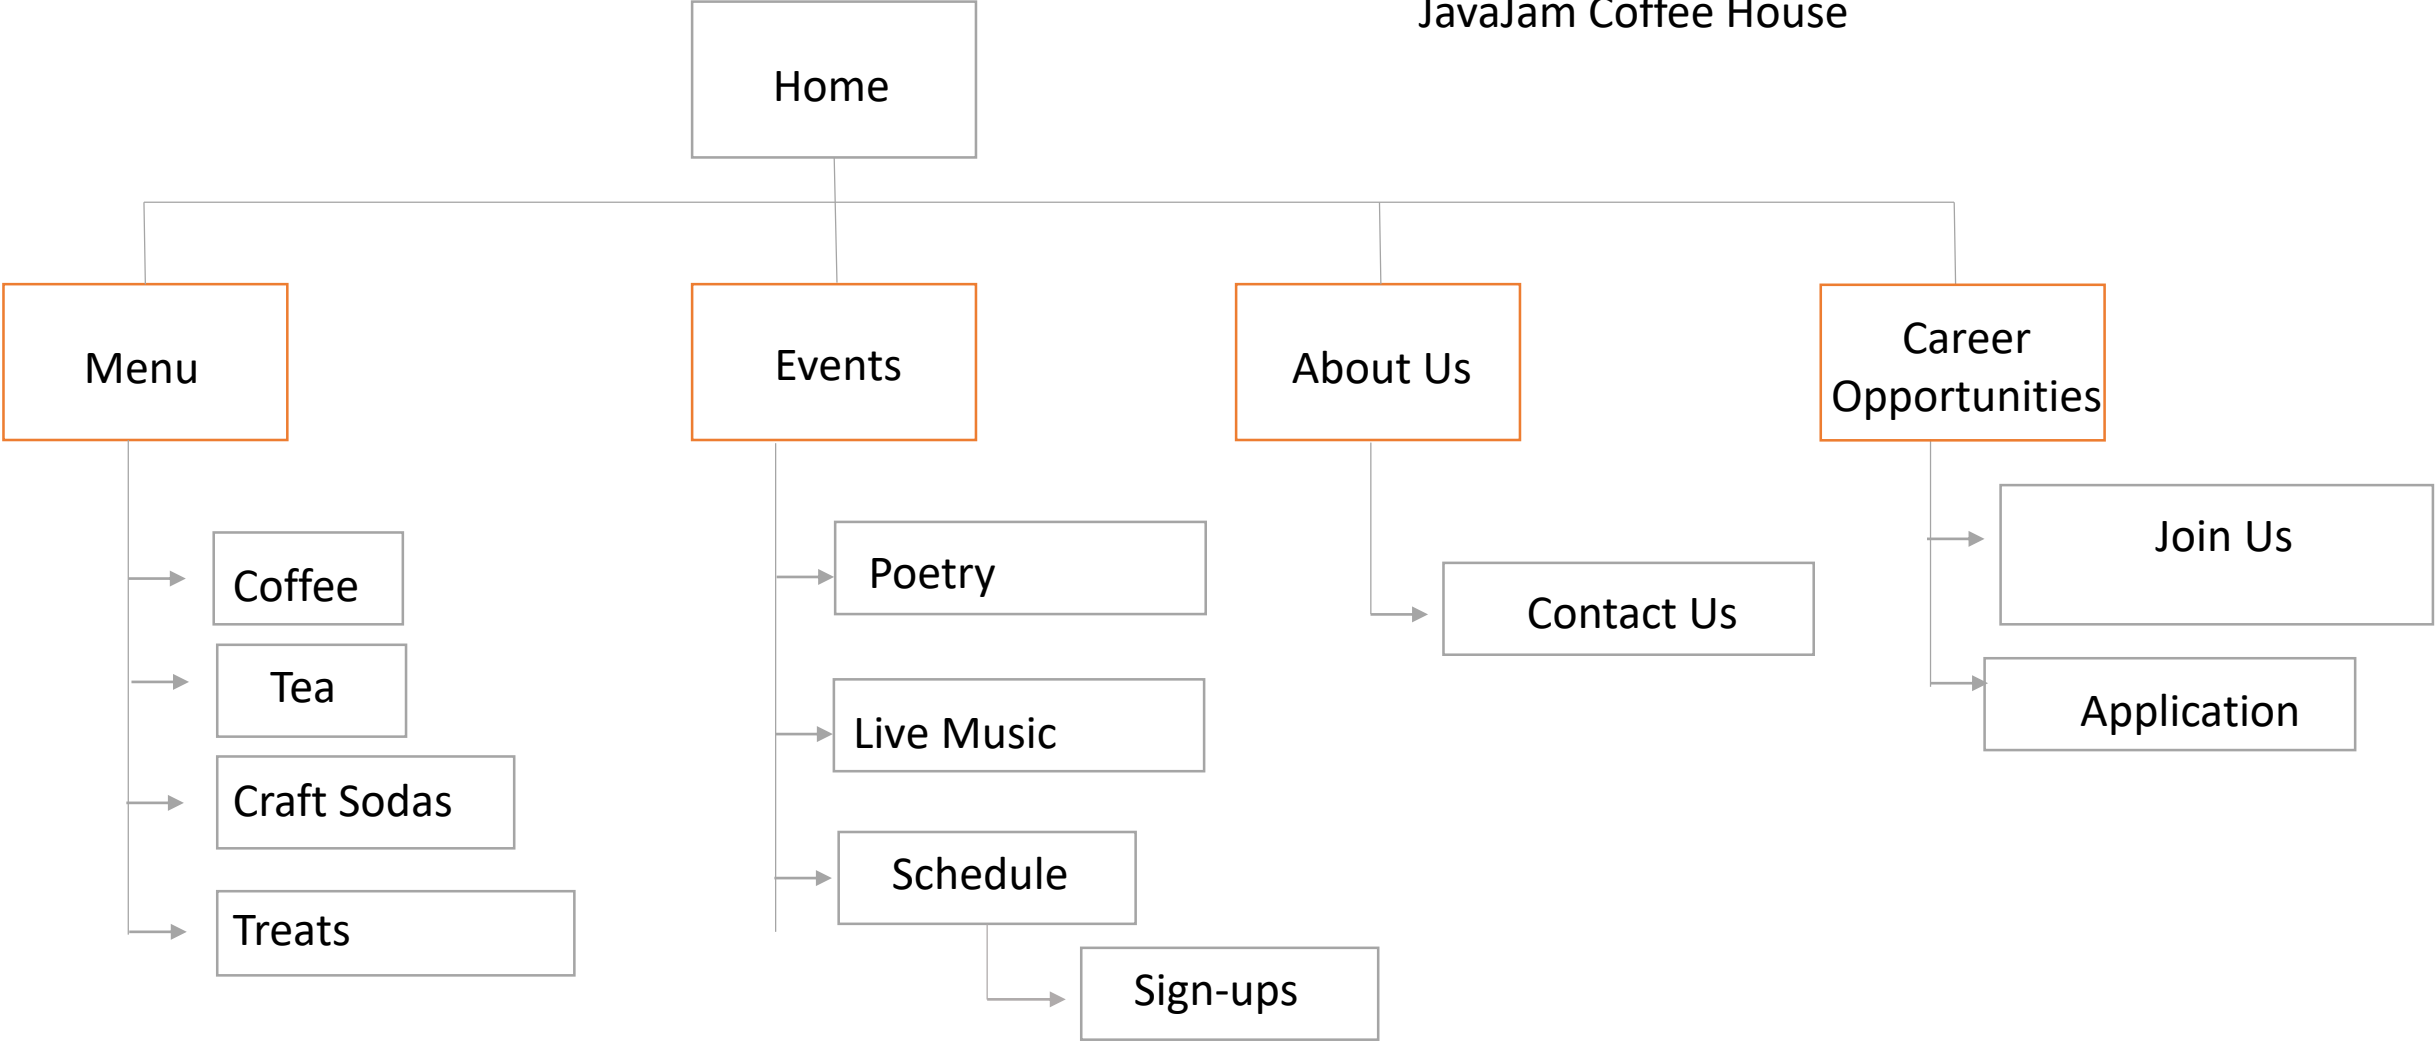 JavaJam Coffee House
Home
Menu
Events
About Us
Career
Opportunities
Coffee
Tea
Craft Sodas
Treats
Poetry
Live Music
Schedule
Sign-ups
Contact Us
Join Us
Application